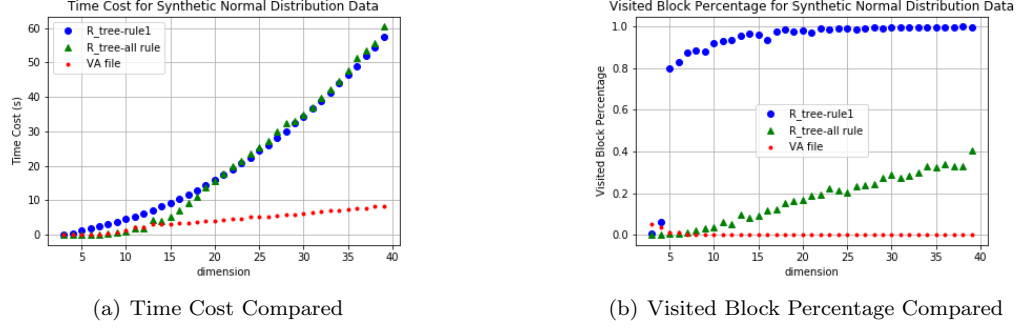 Time Cost for Synthetic Normal Distribution Data
60
50
40
30
20
10
0
Time Cost (s)
R_tree-rule1
R_tree-all rule
VA file
5 10 15 20 25 30 35 40
dimension
(a) Time Cost Compared
Visited Block Percentage for Synthetic Normal Distribution Data
1.0
0.8
0.6
0.4
0.2
0.0
Visited Block Percentage
R_tree-rule1
R_tree-all rule
VA file
5 10 15 20 25 30 35 40
dimension
(b) Visited Block Percentage Compared